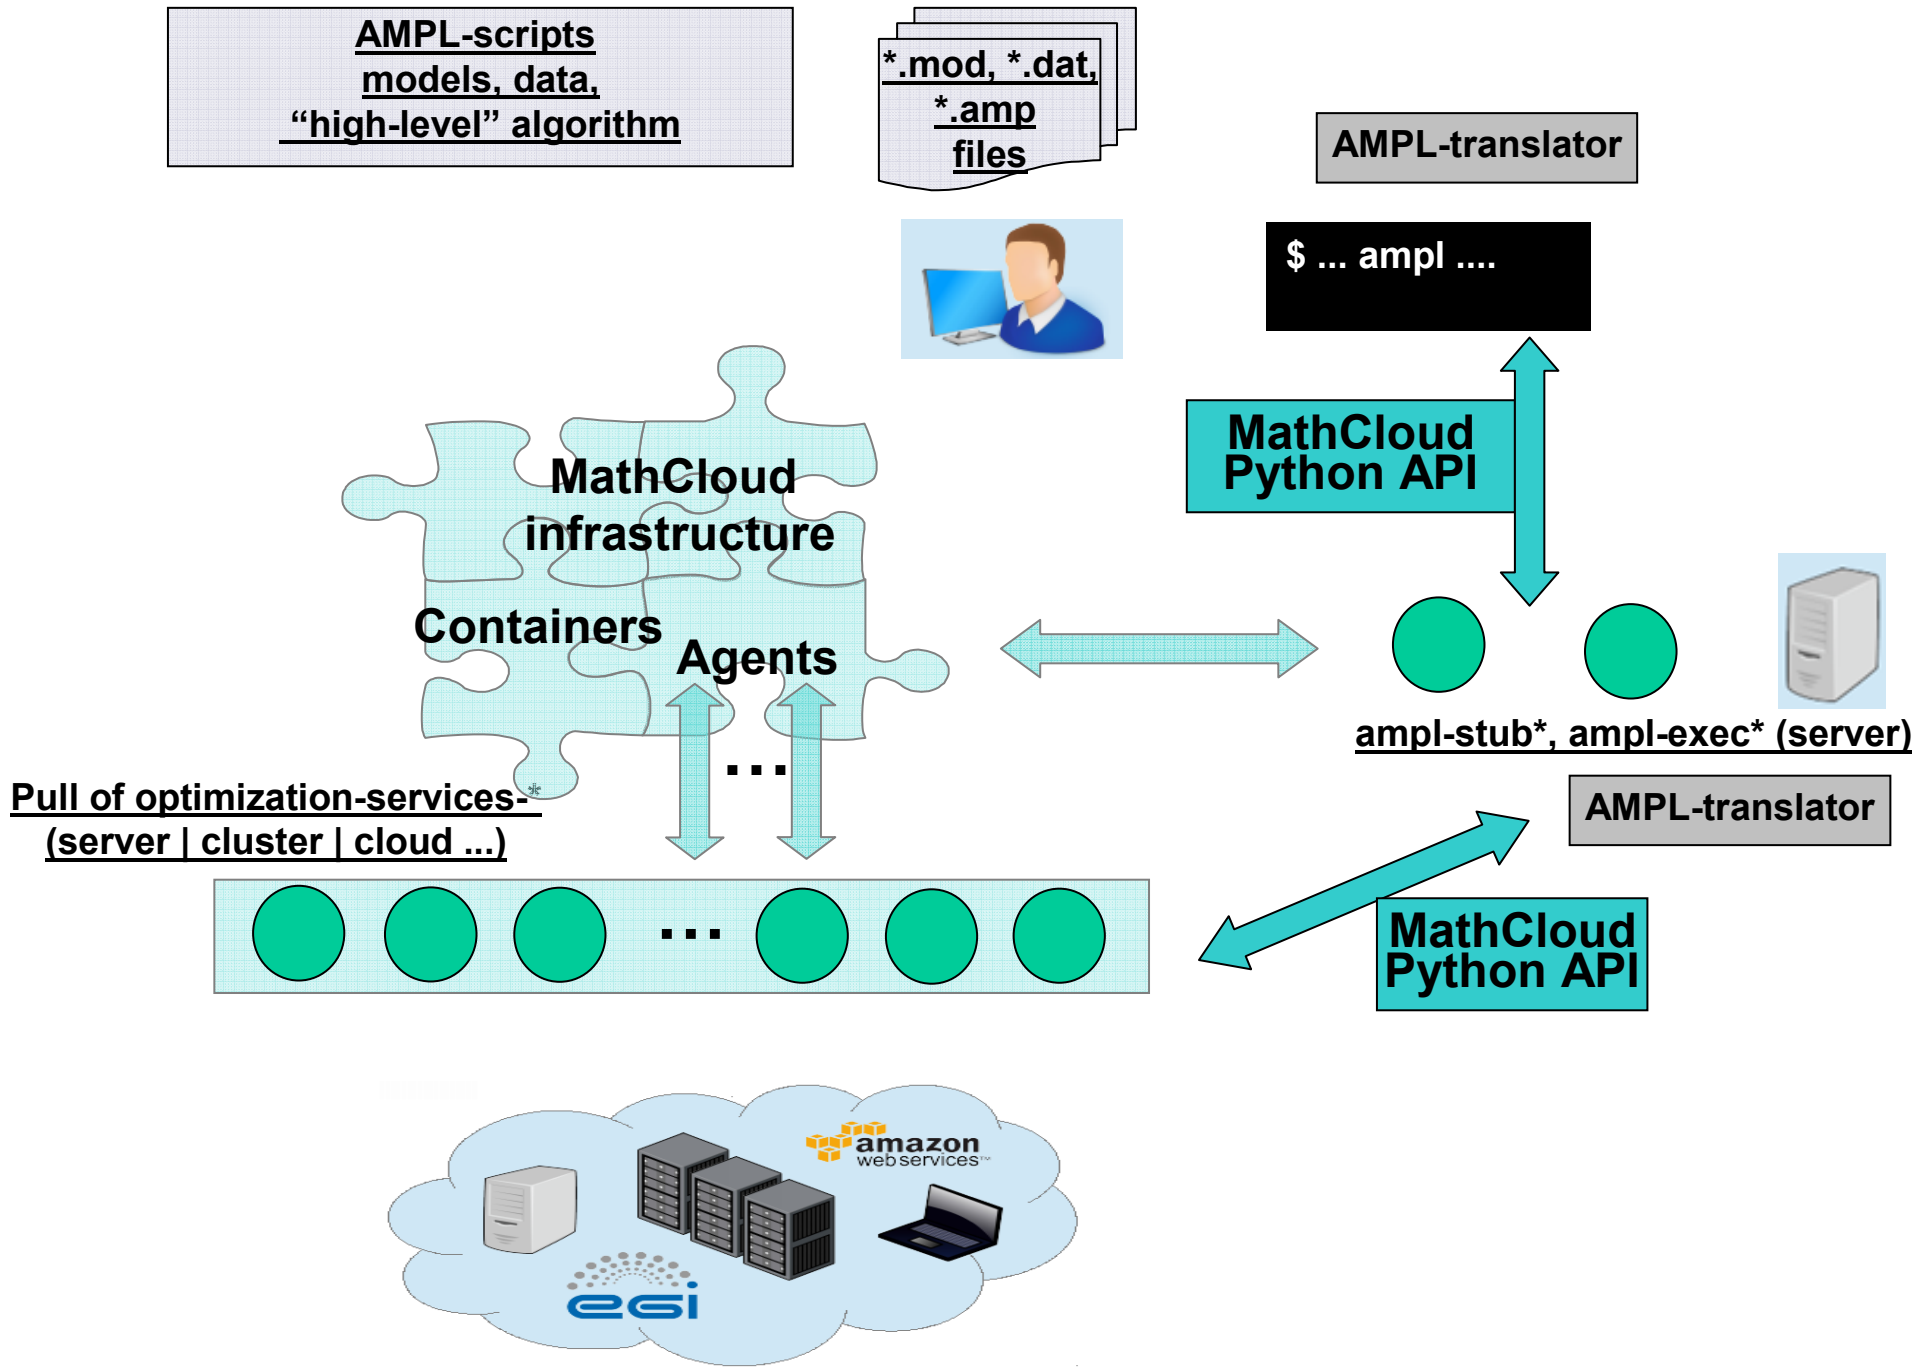 AMPL-scripts
models, data,
“high-level” algorithm
*.mod, *.dat,
*.amp
files
AMPL-translator
$ ... ampl ....
MathCloud
Python API
MathCloud
infrastructure
Containers
Agents
...
ampl-stub*, ampl-exec* (server)
AMPL-translator
Pull of optimization-services-*
(server | cluster | cloud ...)
...
MathCloud
Python API
amazon
web services™
egi